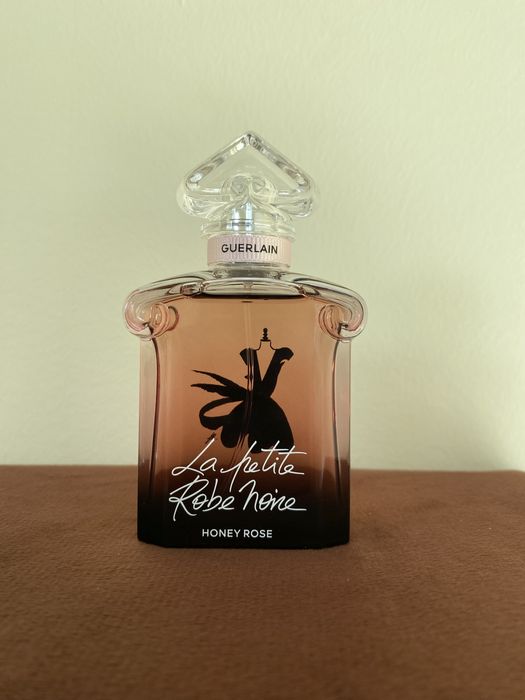 GUERLAIN
La petite
Robe Noire
HONEY ROSE